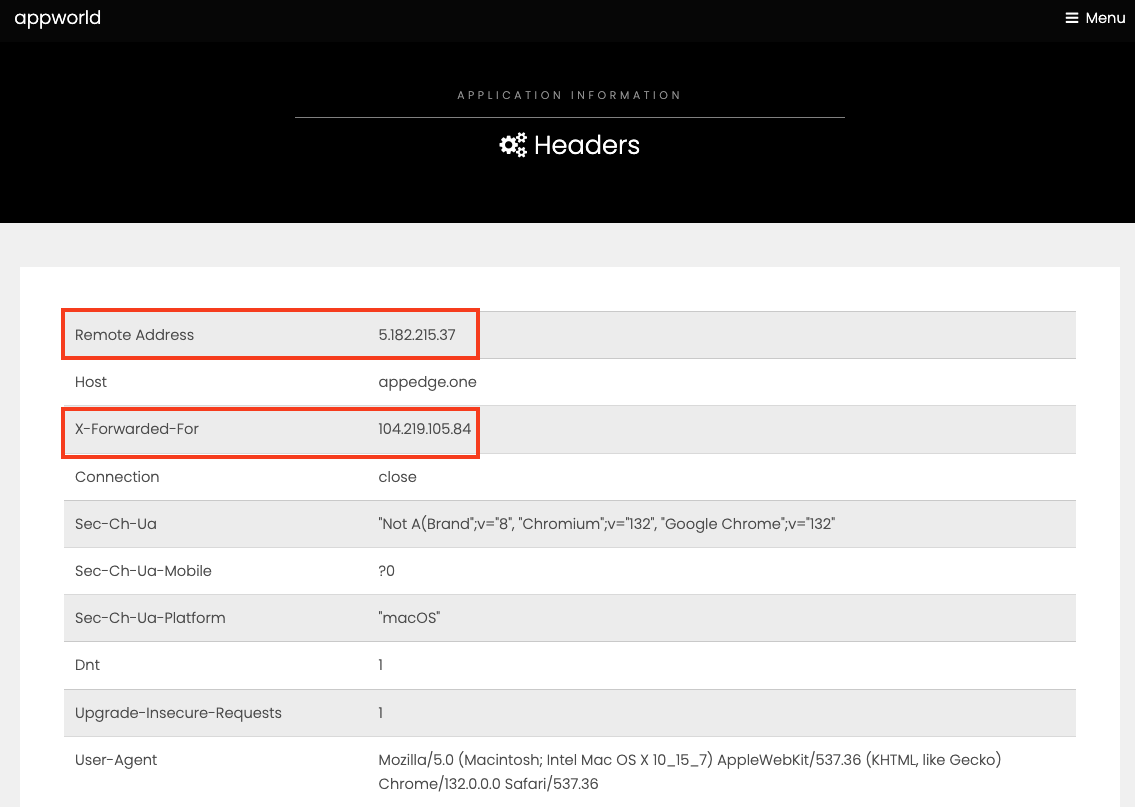 appworld
Menu
APPLICATION INFORMATION
Headers
Remote Address 5.182.215.37
Host appedge.one
X-Forwarded-For 104.219.105.84
Connection close
Sec-Ch-Ua "Not A(Brand";v="8", "Chromium";v="132", "Google Chrome";v="132"
Sec-Ch-Ua-Mobile ?0
Sec-Ch-Ua-Platform "macOS"
Dnt 1
Upgrade-Insecure-Requests 1
User-Agent Mozilla/5.0 (Macintosh; Intel Mac OS X 10_15_7) AppleWebKit/537.36 (KHTML, like Gecko)
Chrome/132.0.0.0 Safari/537.36